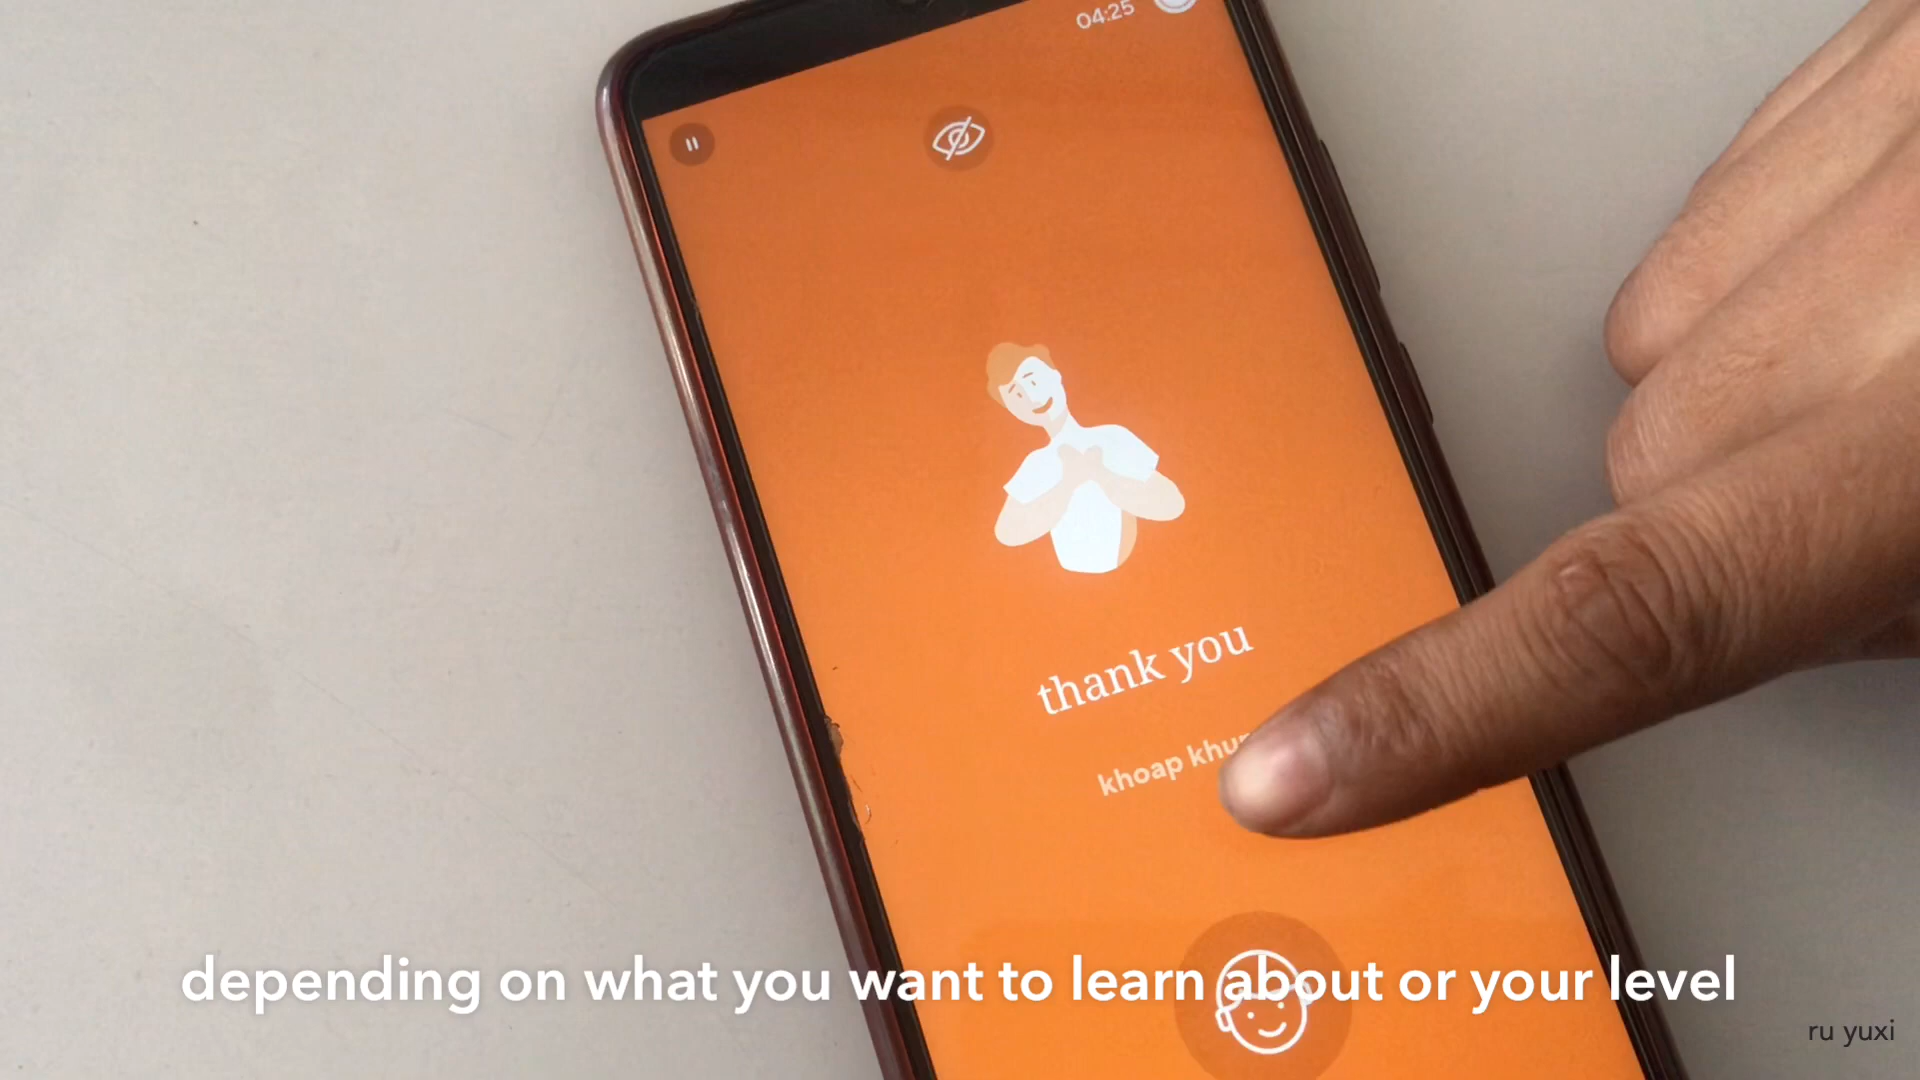 04:25
thank you
khoap
depending on what you want to learn about or your level
ru yuxi